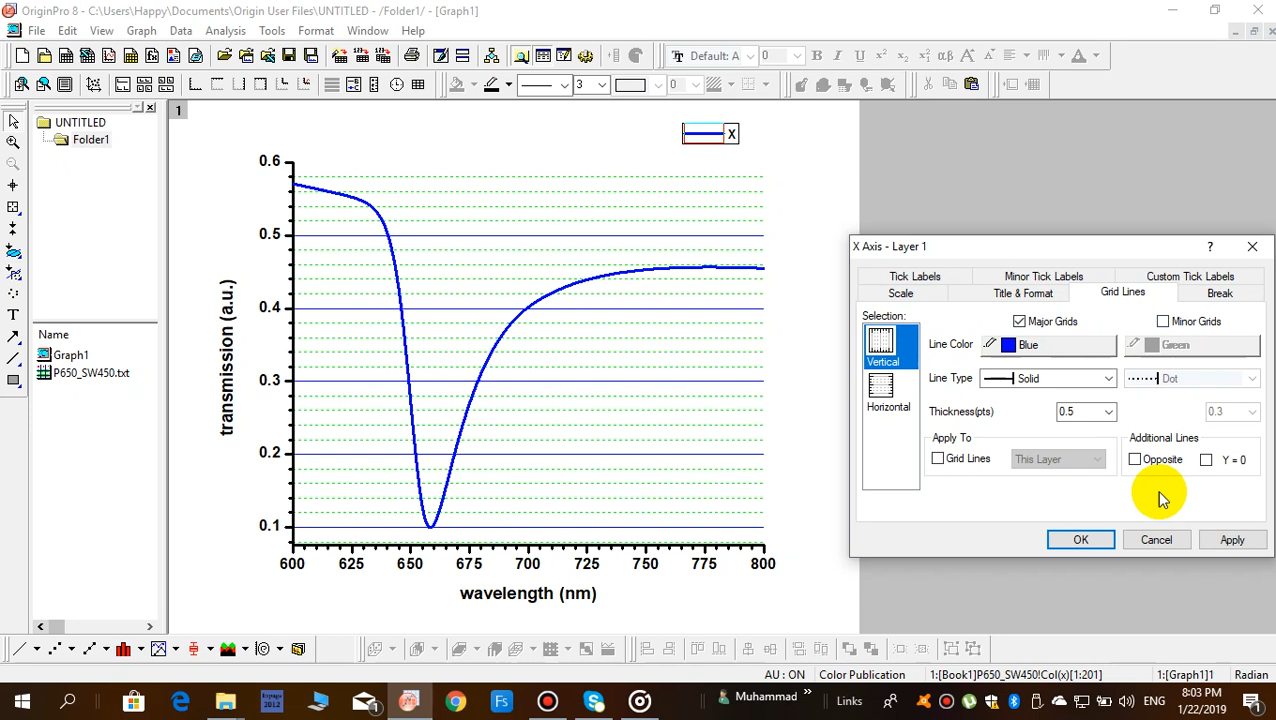 OriginPro 8 - C:\Users\Happy\Documents\Origin User Files\UNTITLED - /Folder1/ - [Graph1]
File Edit View Graph Data Analysis Tools Format Window Help
Default: A 0 B I U
3 0
UNTITLED
Folder1
Name
Graph1
P650_SW450.txt
1
X
0.6
0.5
0.4
0.3
0.2
0.1
transmission (a.u.)
600 625 650 675 700 725 750 775 800
wavelength (nm)
X Axis - Layer 1
Tick Labels Minor Tick Labels Custom Tick Labels
Scale Title & Format Grid Lines Break
Selection:
Vertical
Horizontal
Major Grids Minor Grids
Line Color Blue Green
Line Type Solid Dot
Thickness(pts) 0.5 0.3
Apply To Additional Lines
Grid Lines This Layer Opposite Y = 0
OK Cancel Apply
AU : ON Color Publication 1:[Book1]P650_SW450!Col(x)[1:201] 1:[Graph1]1 Radian
Fs Muhammad Links ENG 8:03 PM
1/22/2019